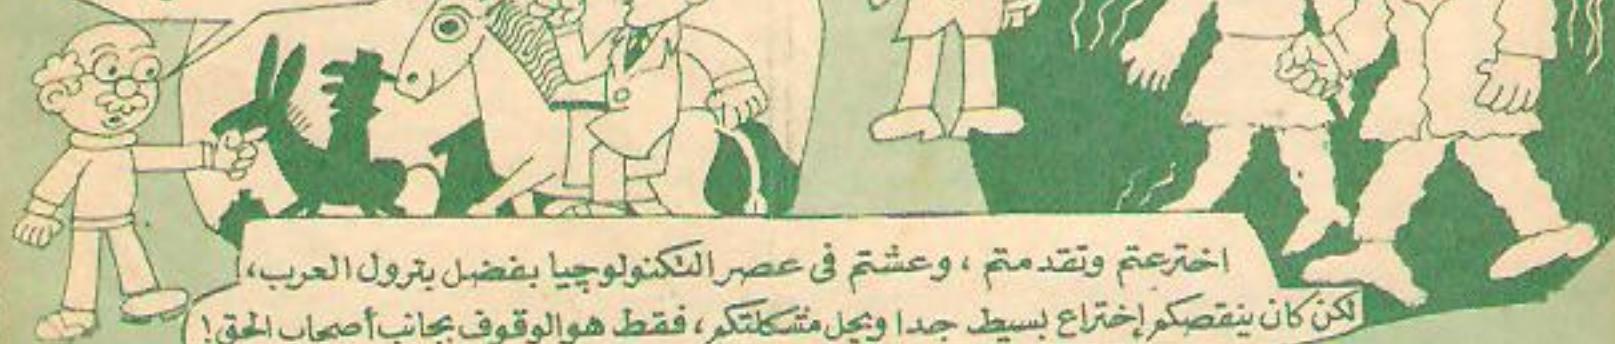 اخترعتم وتقدمتم ، وعشتم فى عصر التكنولوچيا بفضل بترول العرب ،
لكن كان ينقصكم إختراع بسيط جدا ويحل مشكلتكم ، فقط هو الوقوف بجانب أصحاب الحق !